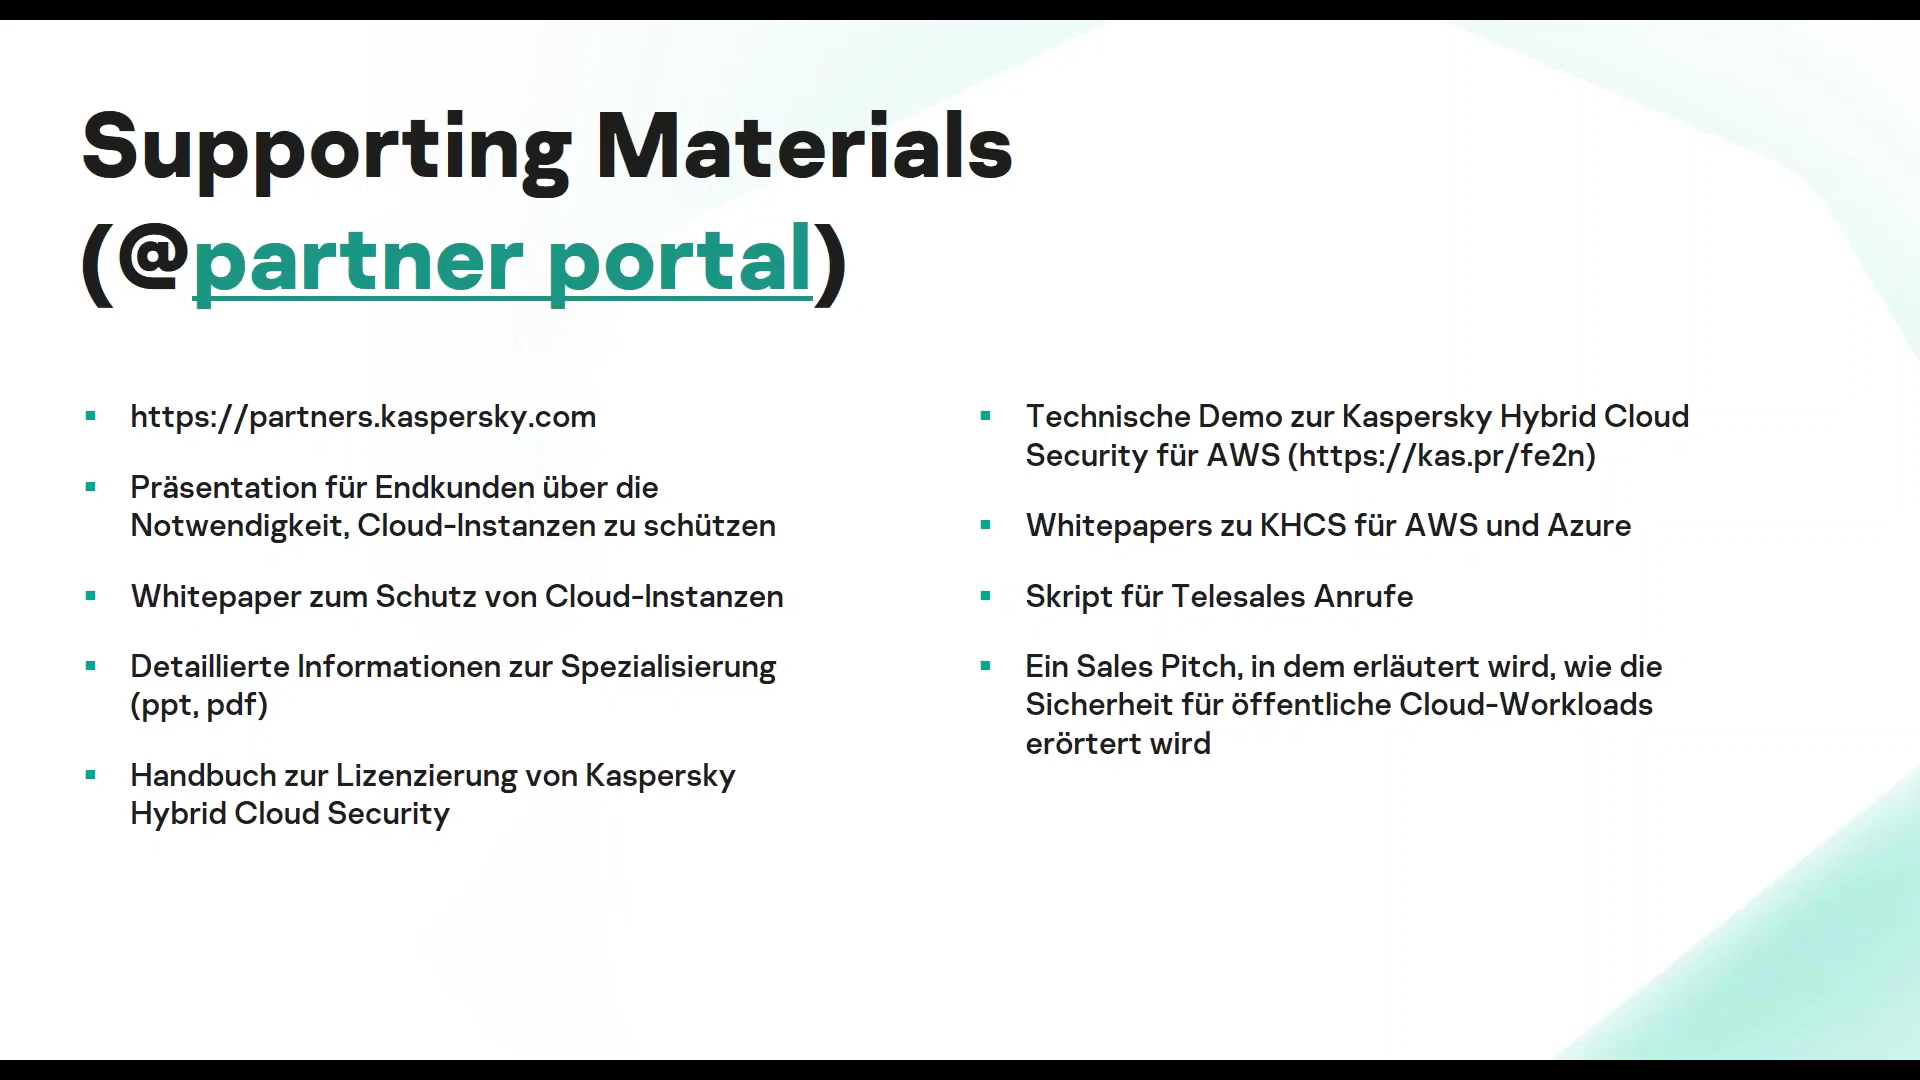 Supporting Materials
(@partner portal)
https://partners.kaspersky.com
Präsentation für Endkunden über die
Notwendigkeit, Cloud-Instanzen zu schützen
Whitepaper zum Schutz von Cloud-Instanzen
Detaillierte Informationen zur Spezialisierung
(ppt, pdf)
Handbuch zur Lizenzierung von Kaspersky
Hybrid Cloud Security
Technische Demo zur Kaspersky Hybrid Cloud
Security für AWS (https://kas.pr/fe2n)
Whitepapers zu KHCS für AWS und Azure
Skript für Telesales Anrufe
Ein Sales Pitch, in dem erläutert wird, wie die
Sicherheit für öffentliche Cloud-Workloads
erörtert wird